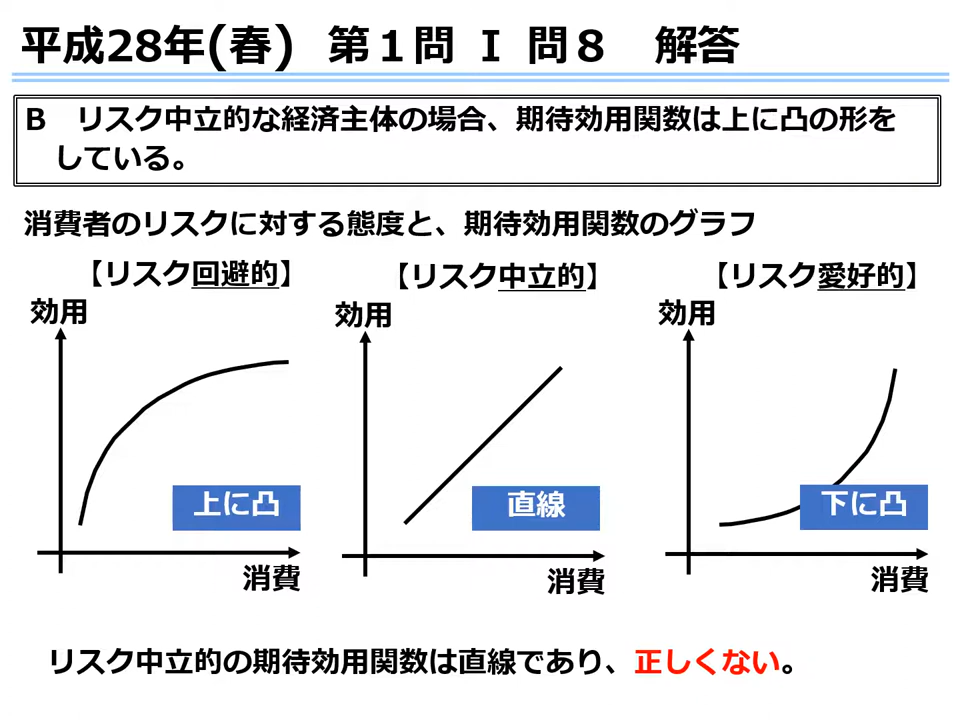 平成28年(春) 第１問 Ⅰ 問８ 解答
B リスク中立的な経済主体の場合、期待効用関数は上に凸の形を
している。
消費者のリスクに対する態度と、期待効用関数のグラフ
【リスク回避的】
【リスク中立的】
【リスク愛好的】
効用
効用
効用
上に凸
直線
下に凸
消費
消費
消費
リスク中立的の期待効用関数は直線であり、正しくない。